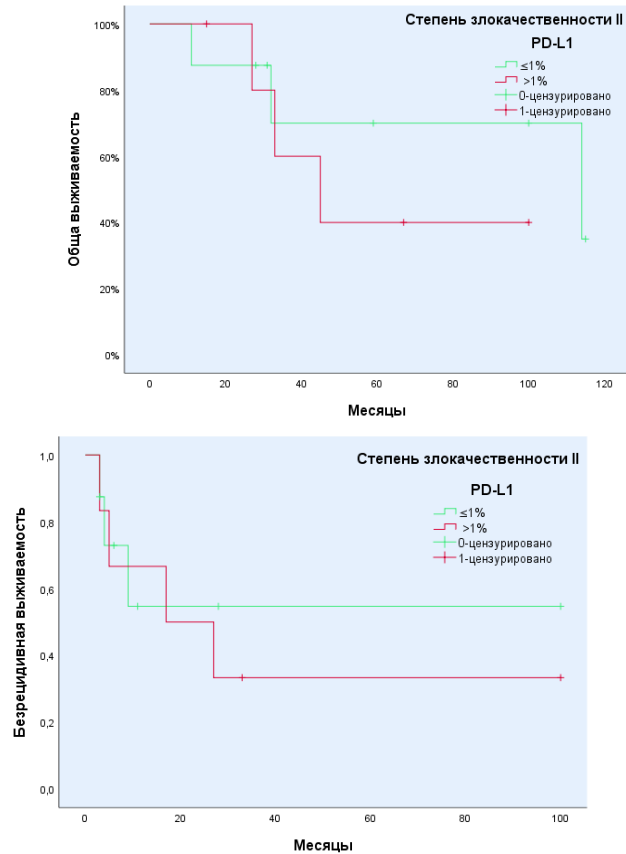 Степень злокачественности II
PD-L1
≤1%
>1%
0-цензурировано
1-цензурировано
100%
80%
60%
40%
20%
0%
Обща выживаемость
0 20 40 60 80 100 120
Месяцы
Степень злокачественности II
PD-L1
≤1%
>1%
0-цензурировано
1-цензурировано
1,0
0,8
0,6
0,4
0,2
0,0
Безрецидивная выживаемость
0 20 40 60 80 100
Месяцы